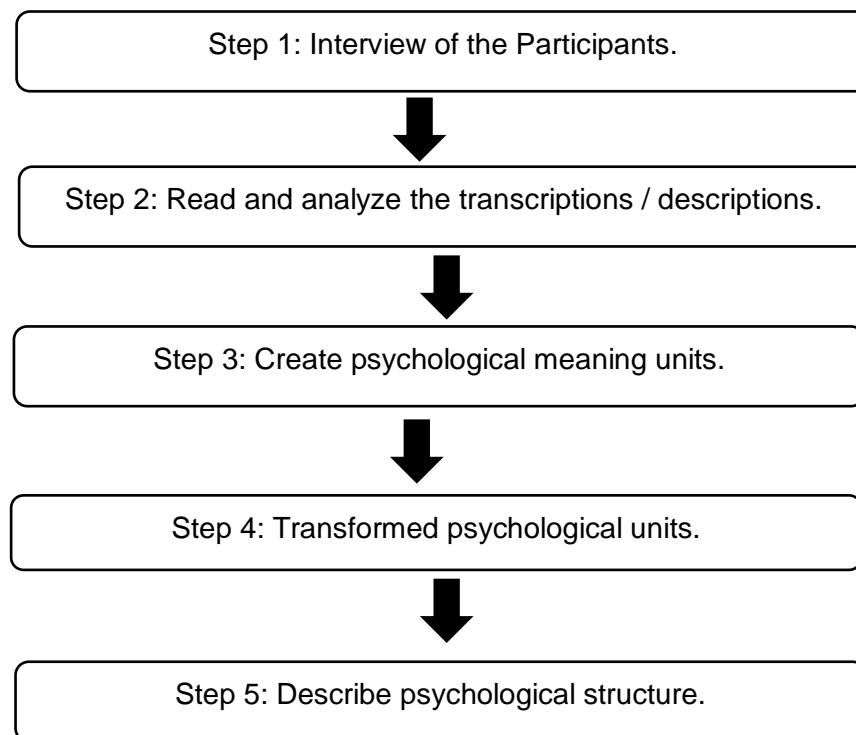 Step 1: Interview of the Participants.
Step 2: Read and analyze the transcriptions / descriptions.
Step 3: Create psychological meaning units.
Step 4: Transformed psychological units.
Step 5: Describe psychological structure.